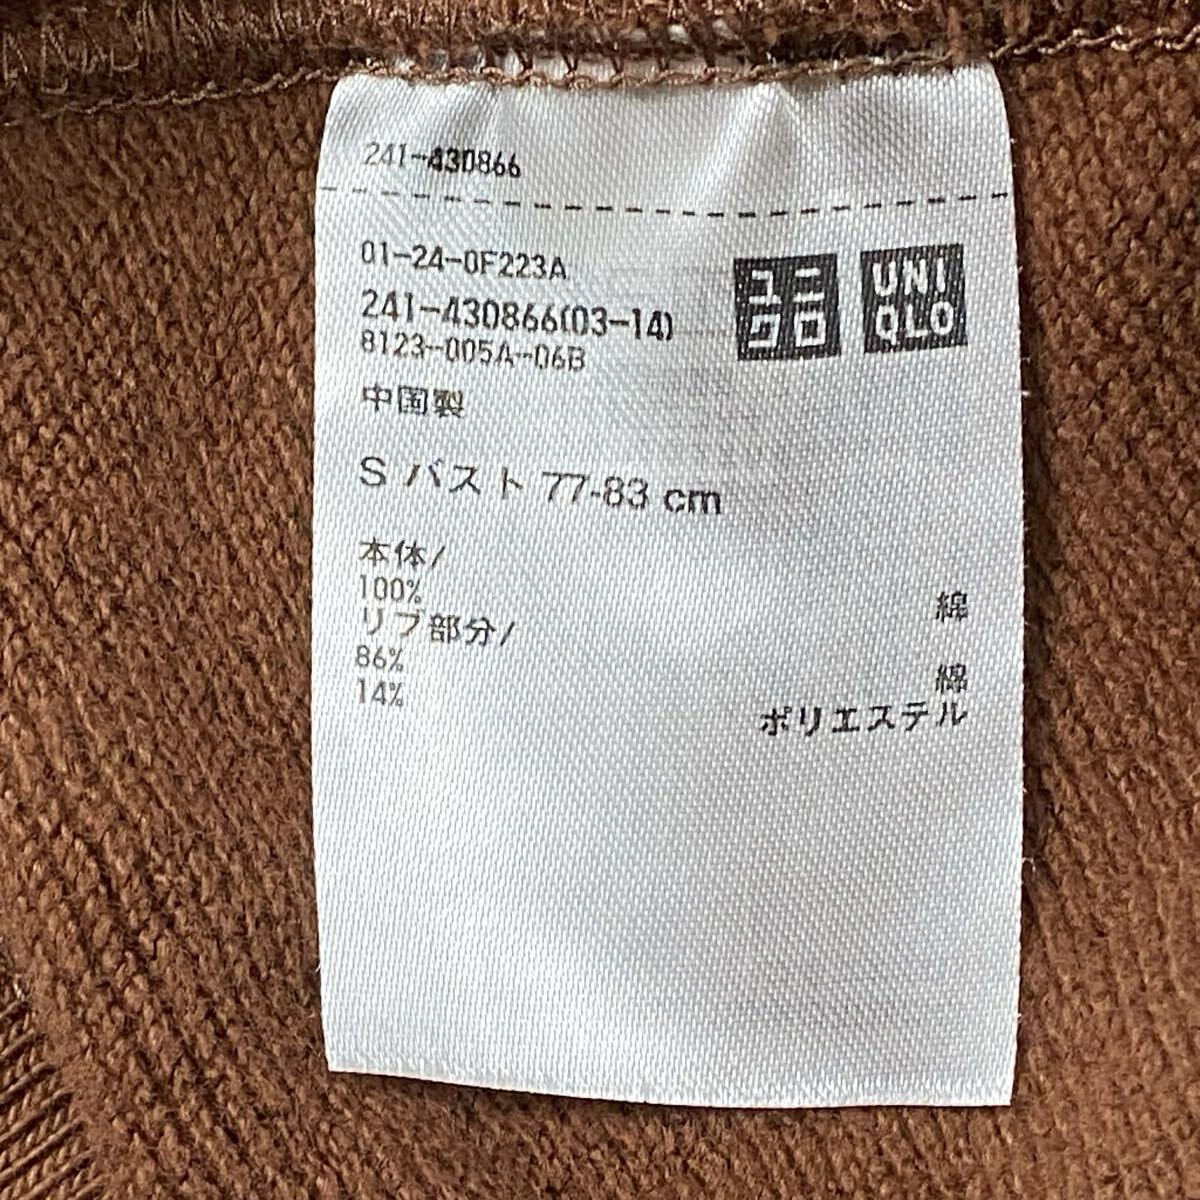 241-430866
01-24-0F223A
241-430866(03-14)
8123-005A-06B
ユニ
クロ
UNI
QLO
中国製
S バスト 77-83 cm
本体/
100% 綿
リブ部分/
86% 綿
14% ポリエステル